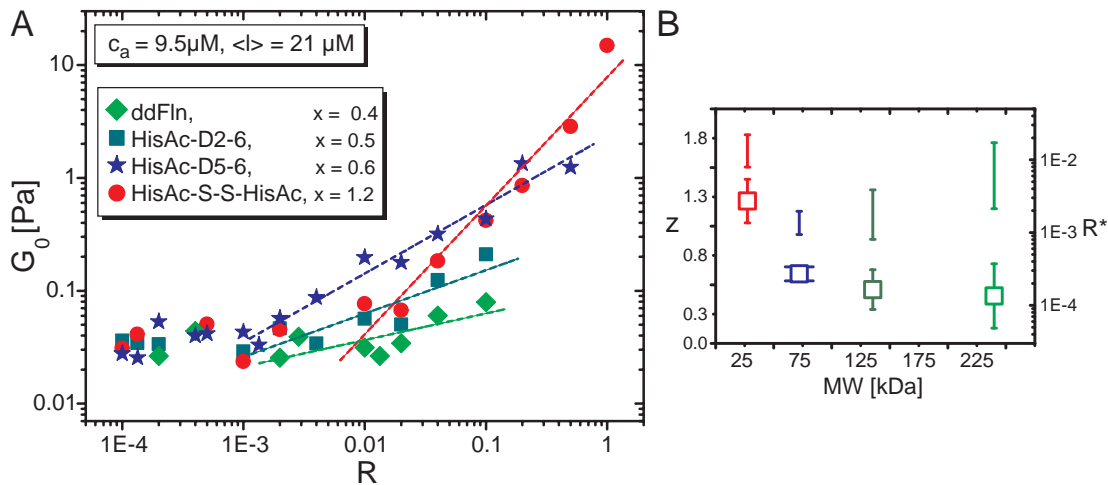 A
c_a = 9.5µM, <l> = 21 µM
ddFln, x = 0.4
HisAc-D2-6, x = 0.5
HisAc-D5-6, x = 0.6
HisAc-S-S-HisAc, x = 1.2
10
1
0.1
0.01
G_0 [Pa]
1E-4 1E-3 0.01 0.1 1
R
B
1.8
1.3
0.8
0.6
0.3
0.0
z
1E-2
1E-3
1E-4
R*
25 75 125 175 225
MW [kDa]